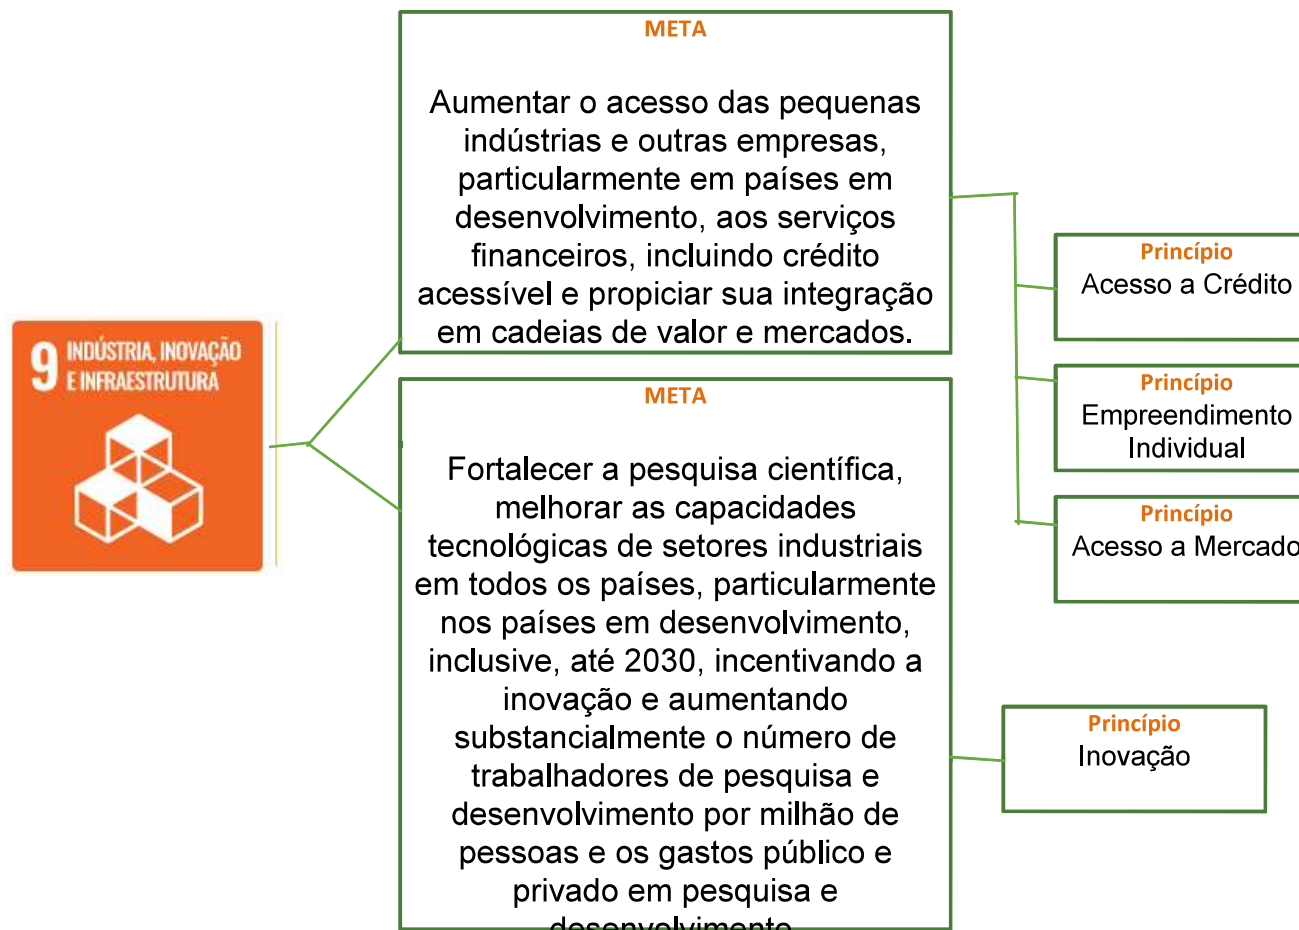 9 INDÚSTRIA, INOVAÇÃO
E INFRAESTRUTURA
META
Aumentar o acesso das pequenas
indústrias e outras empresas,
particularmente em países em
desenvolvimento, aos serviços
financeiros, incluindo crédito
acessível e propiciar sua integração
em cadeias de valor e mercados.
META
Fortalecer a pesquisa científica,
melhorar as capacidades
tecnológicas de setores industriais
em todos os países, particularmente
nos países em desenvolvimento,
inclusive, até 2030, incentivando a
inovação e aumentando
substancialmente o número de
trabalhadores de pesquisa e
desenvolvimento por milhão de
pessoas e os gastos público e
privado em pesquisa e
desenvolvimento
Princípio
Acesso a Crédito
Princípio
Empreendimento
Individual
Princípio
Acesso a Mercado
Princípio
Inovação